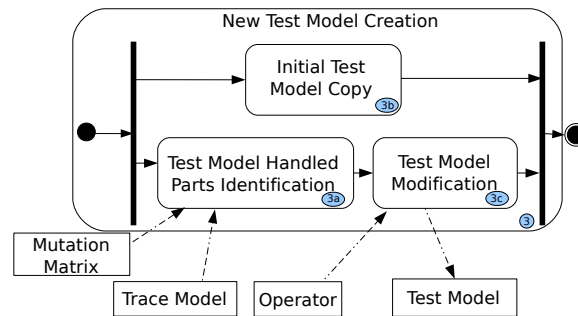 New Test Model Creation
Initial Test
Model Copy
3b
Test Model Handled
Parts Identification
3a
Test Model
Modification
3c
3
Mutation
Matrix
Trace Model
Operator
Test Model